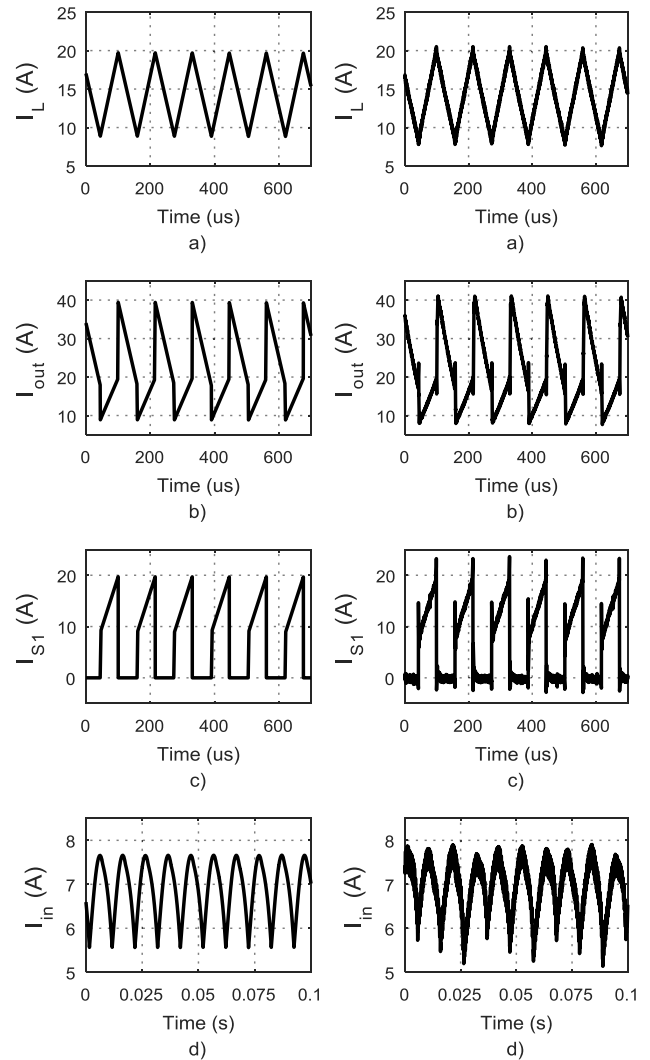 25
20
15
10
5
I_L (A)
0 200 400 600
Time (us)
a)
25
20
15
10
5
I_L (A)
0 200 400 600
Time (us)
a)
40
30
20
10
I_out (A)
0 200 400 600
Time (us)
b)
40
30
20
10
I_out (A)
0 200 400 600
Time (us)
b)
20
10
0
I_S1 (A)
0 200 400 600
Time (us)
c)
20
10
0
I_S1 (A)
0 200 400 600
Time (us)
c)
8
7
6
5
I_in (A)
0 0.025 0.05 0.075 0.1
Time (s)
d)
8
7
6
5
I_in (A)
0 0.025 0.05 0.075 0.1
Time (s)
d)